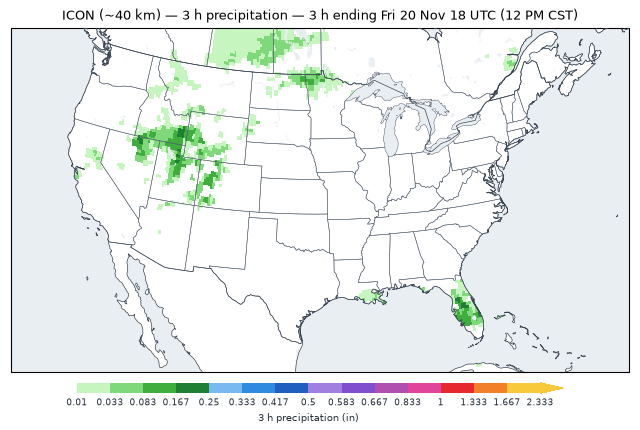 ICON (~40 km) — 3 h precipitation — 3 h ending Fri 20 Nov 18 UTC (12 PM CST)
0.01 0.033 0.083 0.167 0.25 0.333 0.417 0.5 0.583 0.667 0.833 1 1.333 1.667 2.333
3 h precipitation (in)